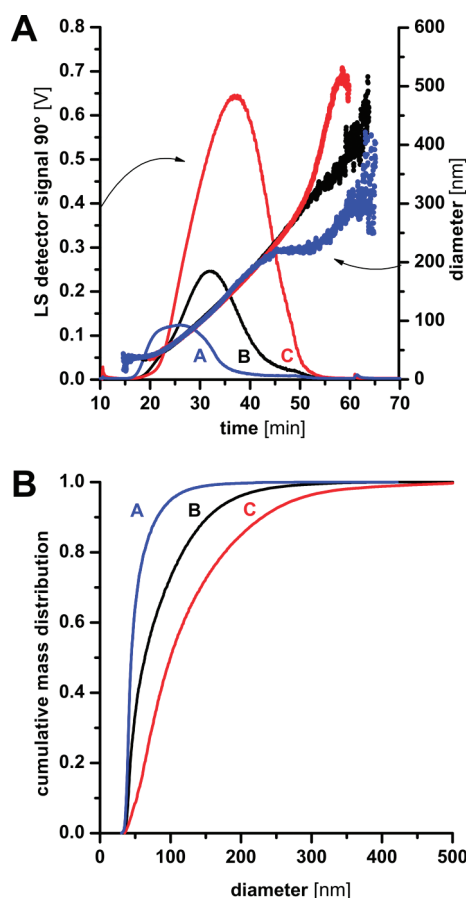 A
LS detector signal 90° [V]
0.8
0.7
0.6
0.5
0.4
0.3
0.2
0.1
0.0
600
500
400
300
200
100
0
diameter [nm]
A
B
C
10 20 30 40 50 60 70
time [min]
B
cumulative mass distribution
1.0
0.8
0.6
0.4
0.2
0.0
A
B
C
0 100 200 300 400 500
diameter [nm]